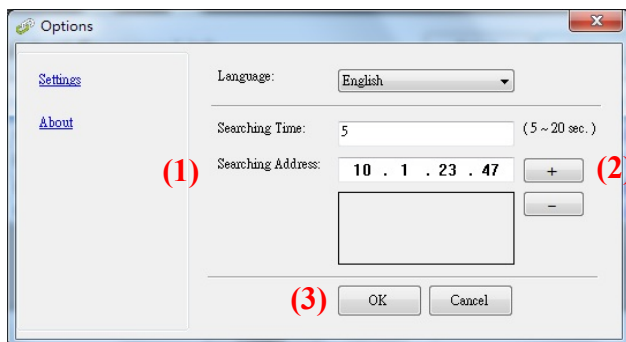 Options
x
Settings
About
Language: English
Searching Time: 5 ( 5 ~ 20 sec. )
(1) Searching Address: 10 . 1 . 23 . 47 + (2)
−
(3) OK Cancel